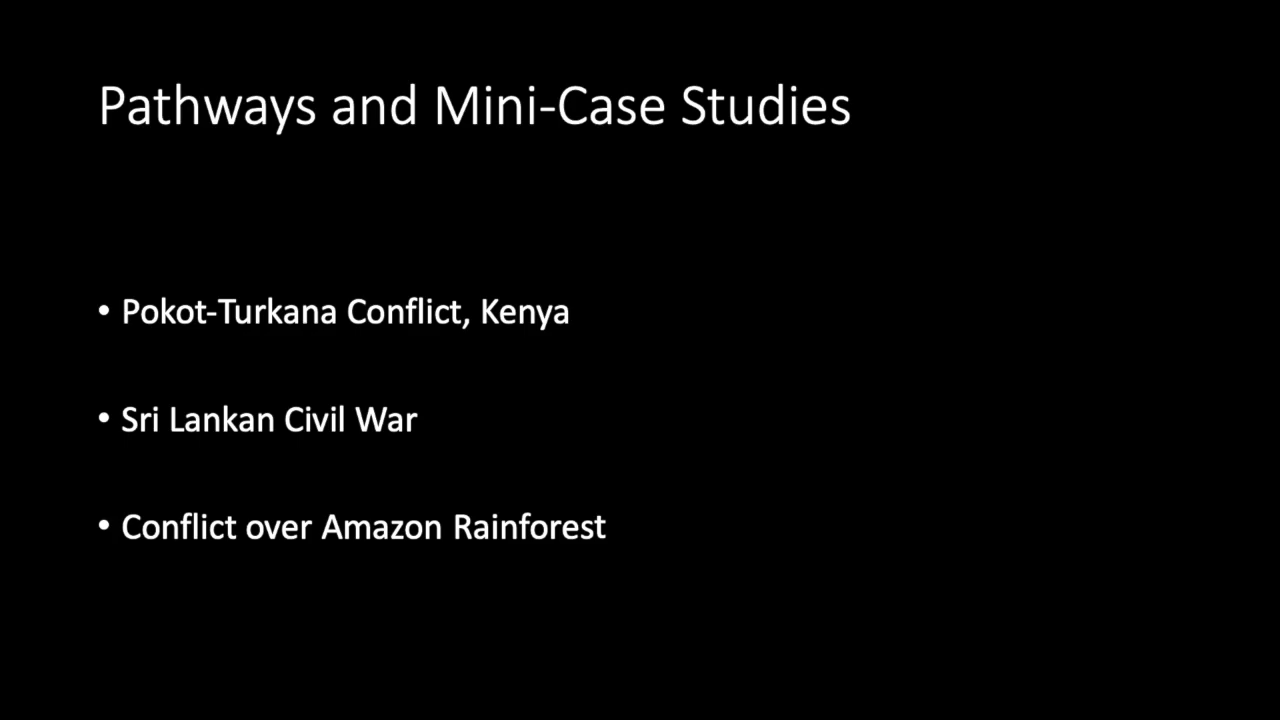 Pathways and Mini-Case Studies
• Pokot-Turkana Conflict, Kenya
• Sri Lankan Civil War
• Conflict over Amazon Rainforest